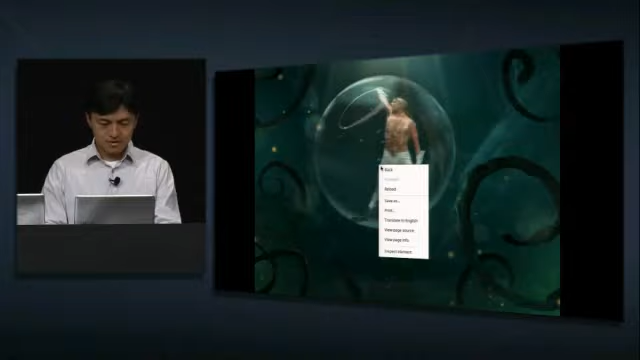 Back
Reload
Save as...
Print...
Translate to English
View page source
View page info
Inspect element